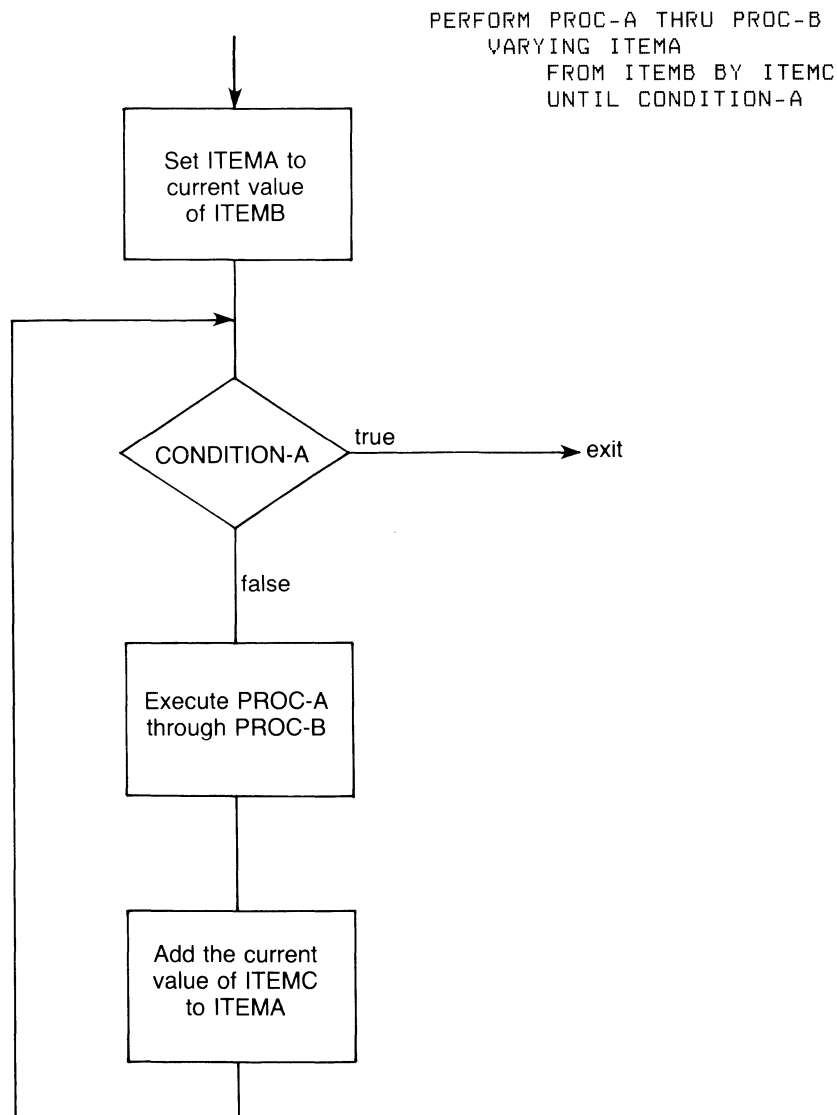 PERFORM PROC-A THRU PROC-B
VARYING ITEMA
FROM ITEMB BY ITEMC
UNTIL CONDITION-A
Set ITEMA to
current value
of ITEMB
CONDITION-A
true
exit
false
Execute PROC-A
through PROC-B
Add the current
value of ITEMC
to ITEMA